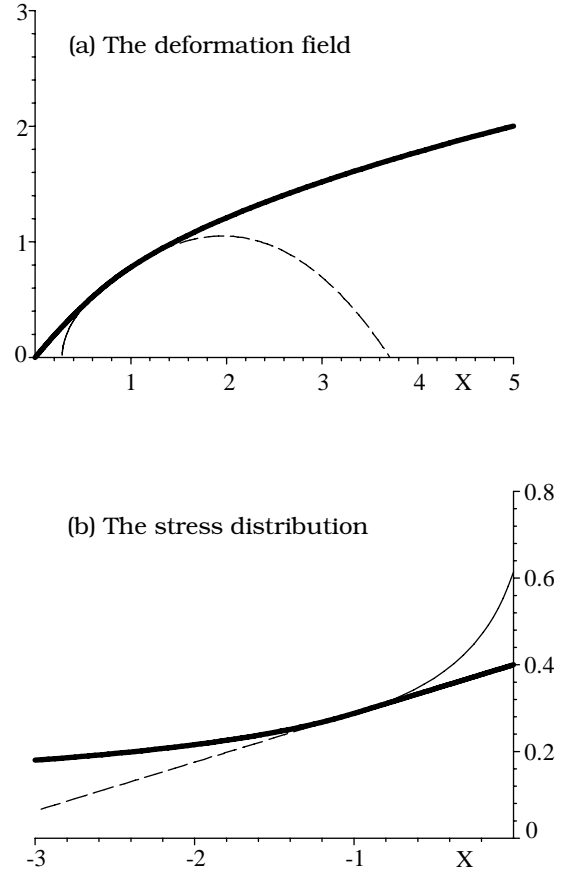 3
(a) The deformation field
2
1
0
1 2 3 4 X 5
0.8
(b) The stress distribution
0.6
0.4
0.2
0
-3 -2 -1 X